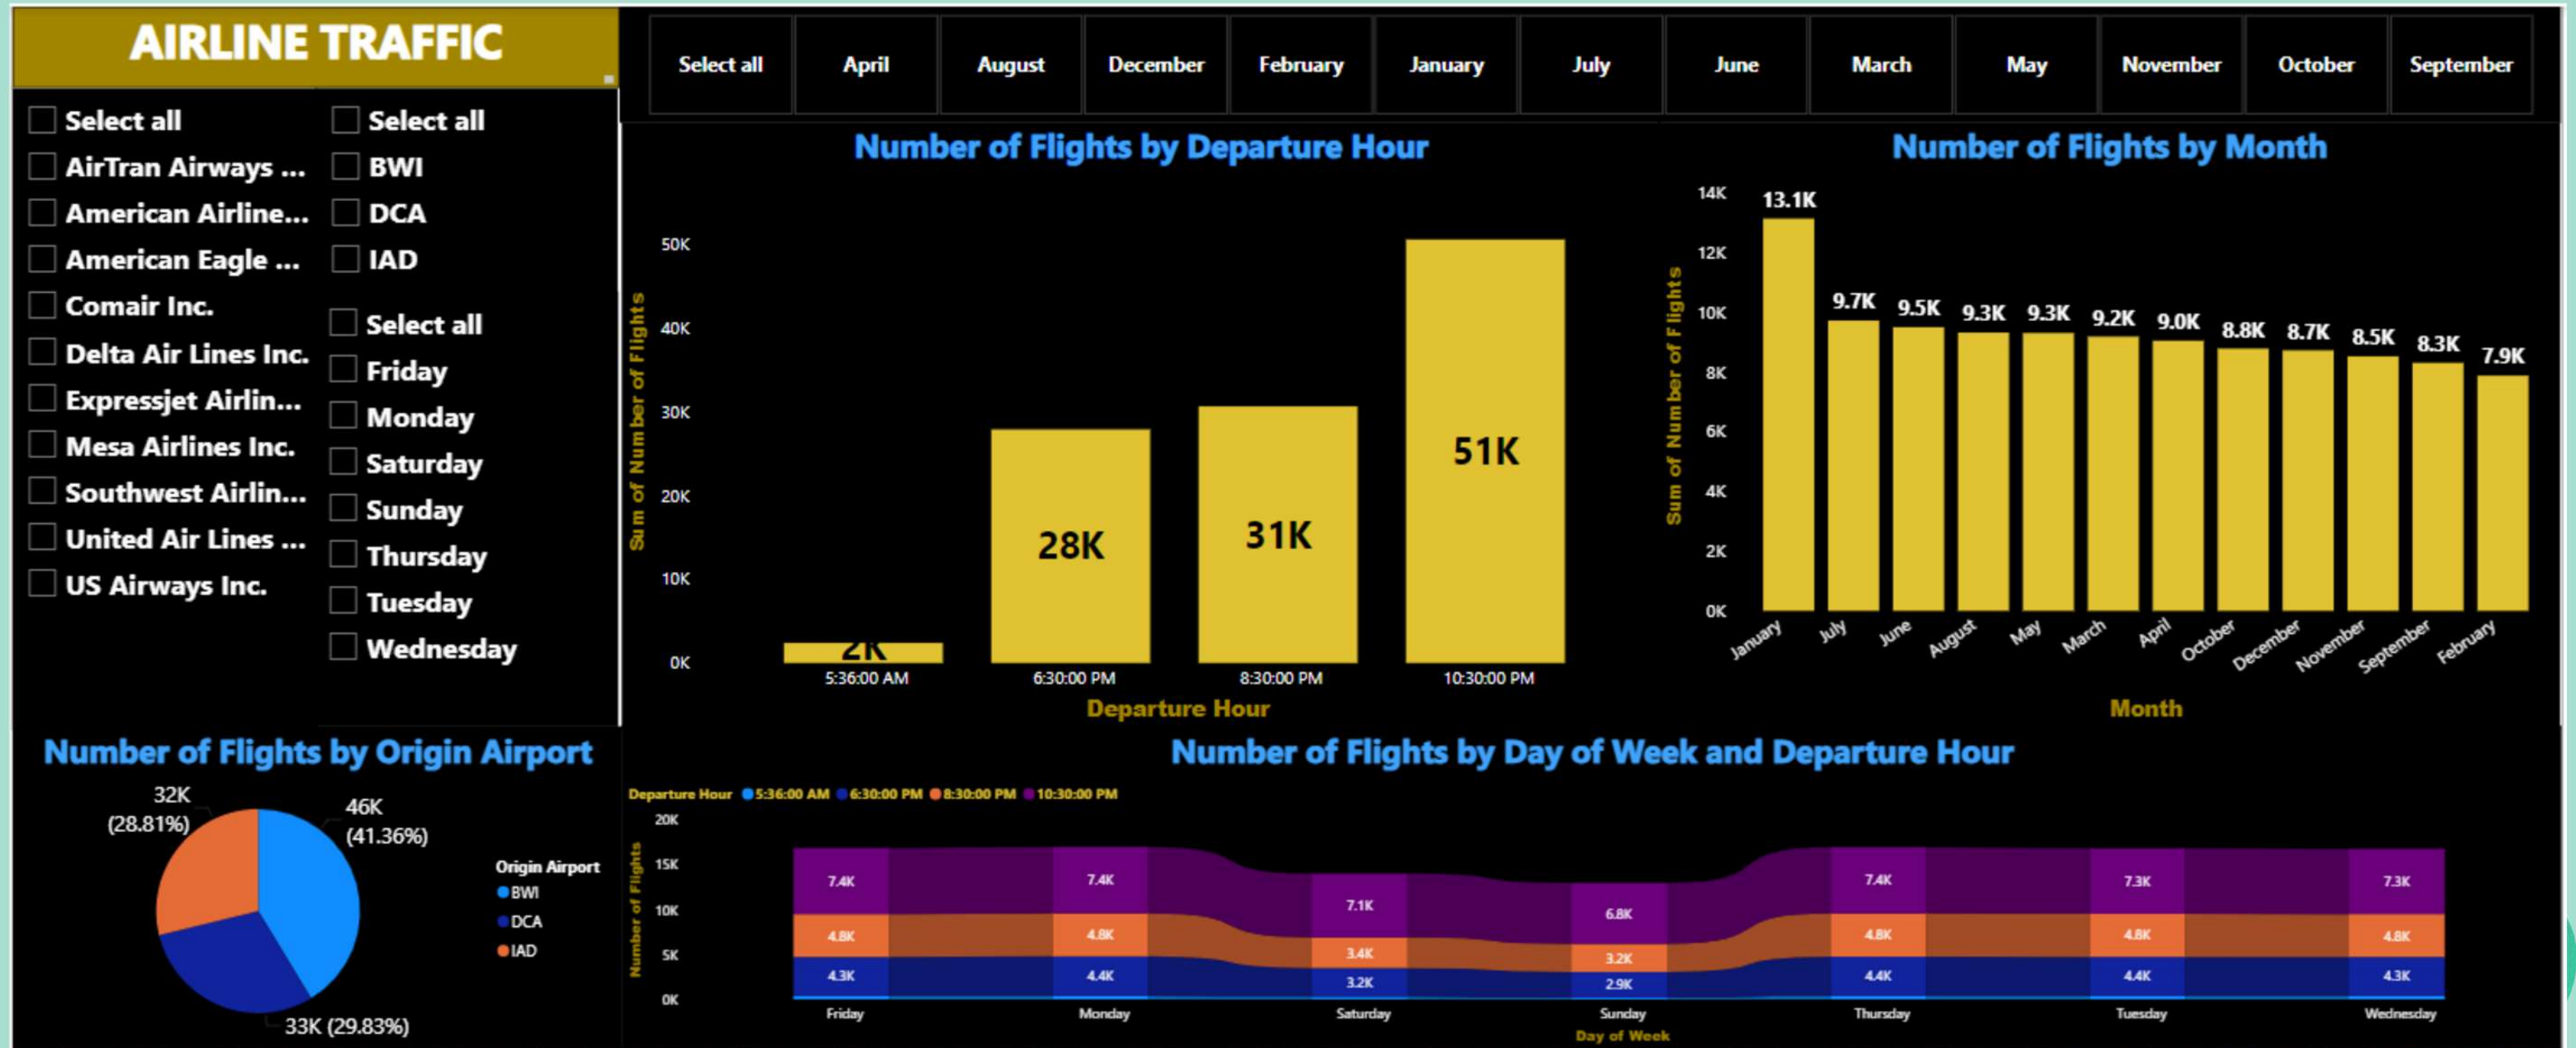 AIRLINE TRAFFIC
Select all
AirTran Airways ...
American Airline...
American Eagle ...
Comair Inc.
Delta Air Lines Inc.
Expressjet Airlin...
Mesa Airlines Inc.
Southwest Airlin...
United Air Lines ...
US Airways Inc.
Select all
BWI
DCA
IAD
Select all
Friday
Monday
Saturday
Sunday
Thursday
Tuesday
Wednesday
Select all April August December February January July June March May November October September
Number of Flights by Departure Hour
Sum of Number of Flights
50K
40K
30K
20K
10K
0K
2K
28K
31K
51K
5:36:00 AM 6:30:00 PM 8:30:00 PM 10:30:00 PM
Departure Hour
Number of Flights by Month
Sum of Number of Flights
14K
12K
10K
8K
6K
4K
2K
0K
13.1K 9.7K 9.5K 9.3K 9.3K 9.2K 9.0K 8.8K 8.7K 8.5K 8.3K 7.9K
January July June August May March April October December November September February
Month
Number of Flights by Origin Airport
32K
(28.81%)
46K
(41.36%)
33K (29.83%)
Origin Airport
BWI
DCA
IAD
Number of Flights by Day of Week and Departure Hour
Departure Hour 5:36:00 AM 6:30:00 PM 8:30:00 PM 10:30:00 PM
Number of Flights
20K
15K
10K
5K
0K
7.4K 7.4K 7.1K 6.8K 7.4K 7.3K 7.3K
4.8K 4.8K 3.4K 3.2K 4.8K 4.8K 4.8K
4.3K 4.4K 3.2K 2.9K 4.4K 4.4K 4.3K
Friday Monday Saturday Sunday Thursday Tuesday Wednesday
Day of Week